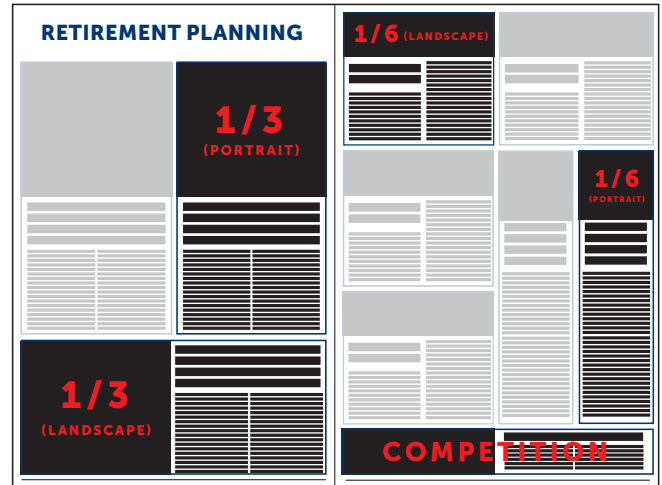 RETIREMENT PLANNING
1/3
(PORTRAIT)
1/3
(LANDSCAPE)
1/6 (LANDSCAPE)
1/6
(PORTRAIT)
COMPETITION